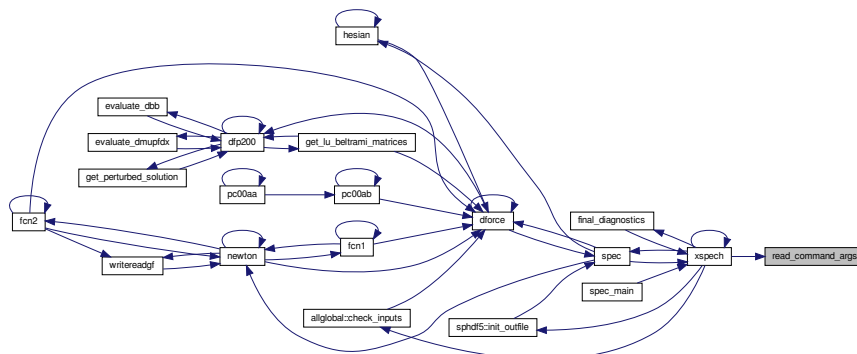 hesian
evaluate_dbb
evaluate_dmupfdx
dfp200
get_lu_beltrami_matrices
get_perturbed_solution
pc00aa
pc00ab
fcn2
dforce
final_diagnostics
fcn1
newton
writereadgf
spec
xspech
read_command_args
spec_main
allglobal::check_inputs
sphdf5::init_outfile